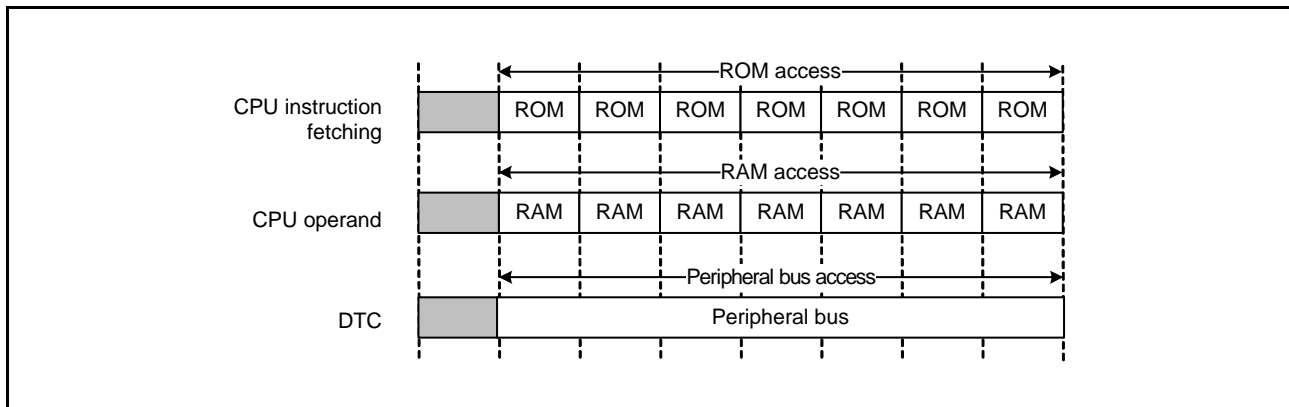 ROM access
CPU instruction fetching
ROM ROM ROM ROM ROM ROM ROM
RAM access
CPU operand
RAM RAM RAM RAM RAM RAM RAM
Peripheral bus access
DTC
Peripheral bus